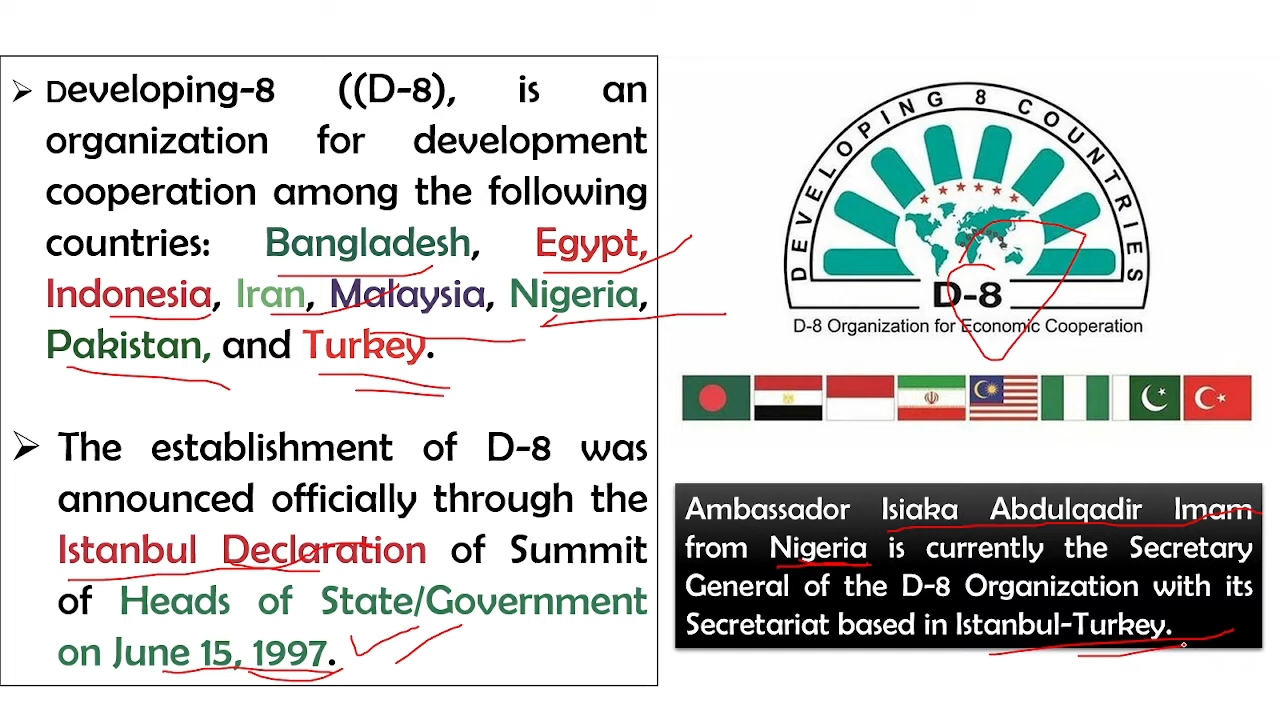 Developing-8 ((D-8), is an
organization for development
cooperation among the following
countries: Bangladesh, Egypt,
Indonesia, Iran, Malaysia, Nigeria,
Pakistan, and Turkey.
The establishment of D-8 was
announced officially through the
Istanbul Declaration of Summit
of Heads of State/Government
on June 15, 1997.
DEVELOPING 8 COUNTRIES
D-8
D-8 Organization for Economic Cooperation
Ambassador Isiaka Abdulqadir Imam
from Nigeria is currently the Secretary
General of the D-8 Organization with its
Secretariat based in Istanbul-Turkey.